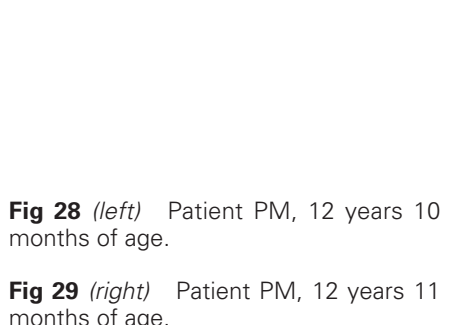 Fig 28 (left) Patient PM, 12 years 10
months of age.
Fig 29 (right) Patient PM, 12 years 11
months of age.